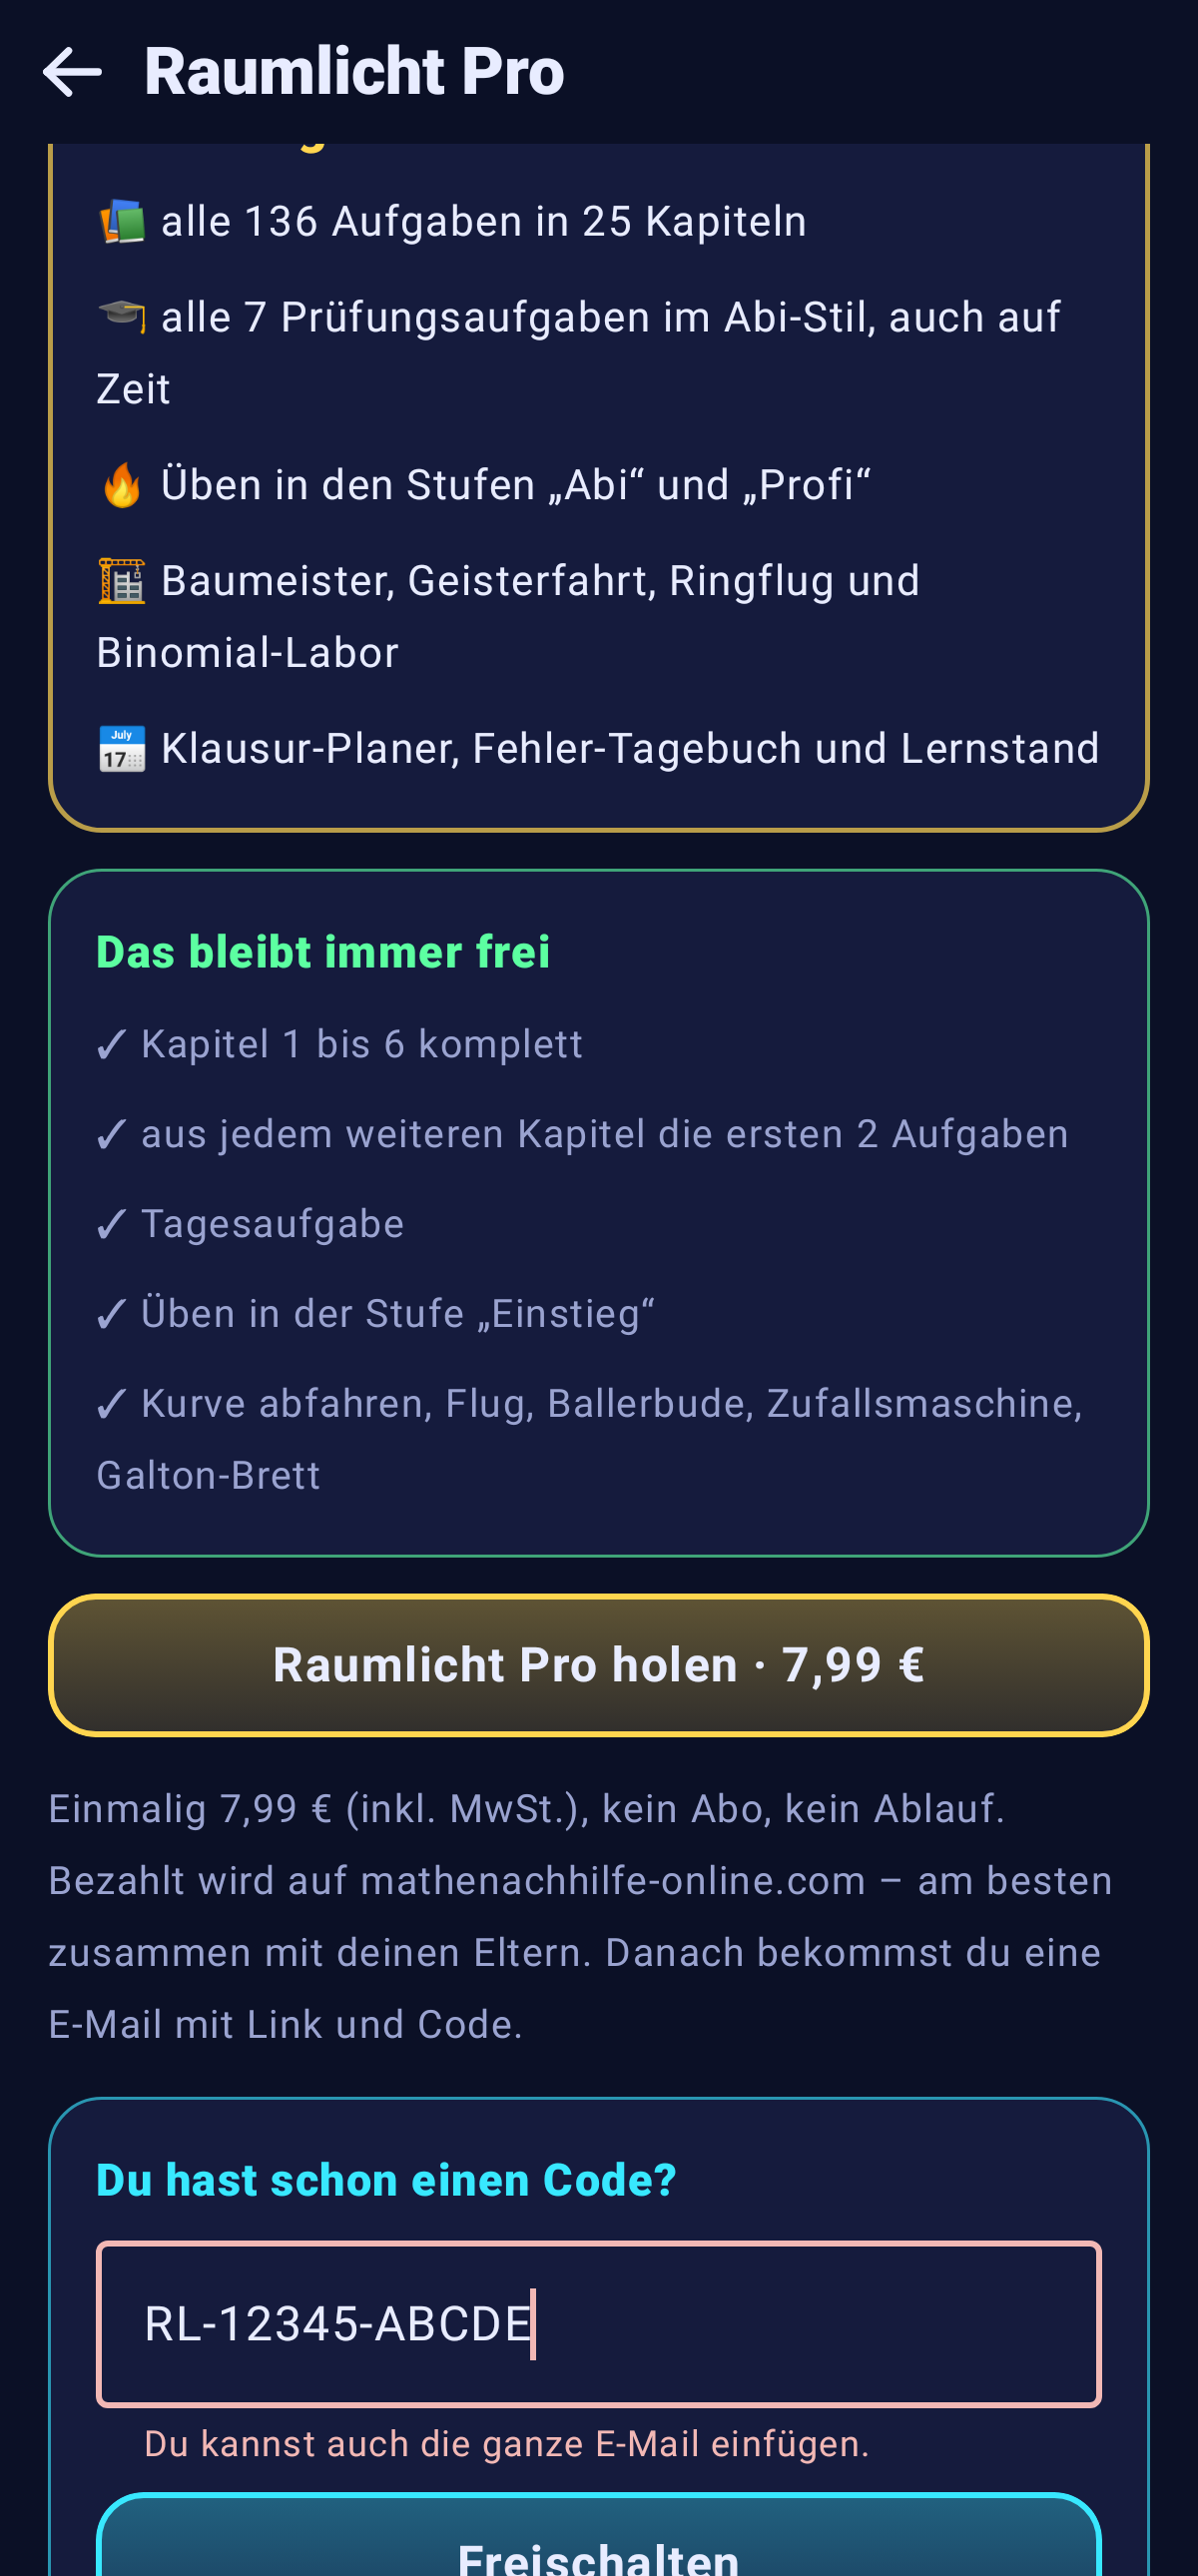 Raumlicht Pro
alle 136 Aufgaben in 25 Kapiteln
alle 7 Prüfungsaufgaben im Abi-Stil, auch auf
Zeit
Üben in den Stufen „Abi“ und „Profi“
Baumeister, Geisterfahrt, Ringflug und
Binomial-Labor
July
17
Klausur-Planer, Fehler-Tagebuch und Lernstand
Das bleibt immer frei
✓ Kapitel 1 bis 6 komplett
✓ aus jedem weiteren Kapitel die ersten 2 Aufgaben
✓ Tagesaufgabe
✓ Üben in der Stufe „Einstieg“
✓ Kurve abfahren, Flug, Ballerbude, Zufallsmaschine,
Galton-Brett
Raumlicht Pro holen · 7,99 €
Einmalig 7,99 € (inkl. MwSt.), kein Abo, kein Ablauf.
Bezahlt wird auf mathenachhilfe-online.com – am besten
zusammen mit deinen Eltern. Danach bekommst du eine
E-Mail mit Link und Code.
Du hast schon einen Code?
RL-12345-ABCDE
Du kannst auch die ganze E-Mail einfügen.
Freischalten